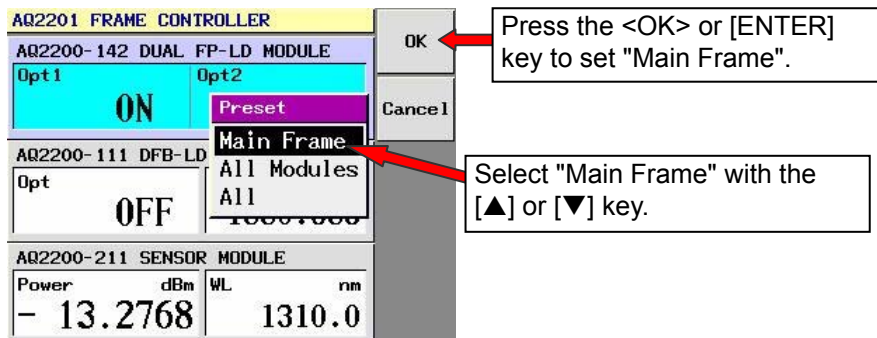 AQ2201 FRAME CONTROLLER
AQ2200-142 DUAL FP-LD MODULE
Opt1 Opt2
ON
Preset
Main Frame
All Modules
All
AQ2200-111 DFB-LD
Opt
OFF
AQ2200-211 SENSOR MODULE
Power dBm WL nm
- 13.2768 1310.0
OK
Cancel
Press the <OK> or [ENTER]
key to set "Main Frame".
Select "Main Frame" with the
[▲] or [▼] key.